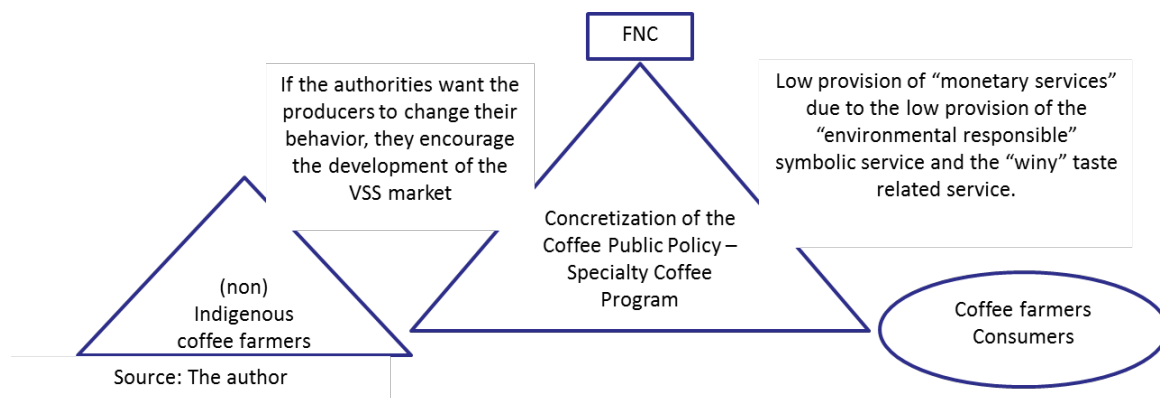 FNC
If the authorities want the
producers to change their
behavior, they encourage
the development of the
VSS market
Low provision of “monetary services”
due to the low provision of the
“environmental responsible”
symbolic service and the “winy” taste
related service.
Concretization of the
Coffee Public Policy –
Specialty Coffee
Program
(non)
Indigenous
coffee farmers
Coffee farmers
Consumers
Source: The author